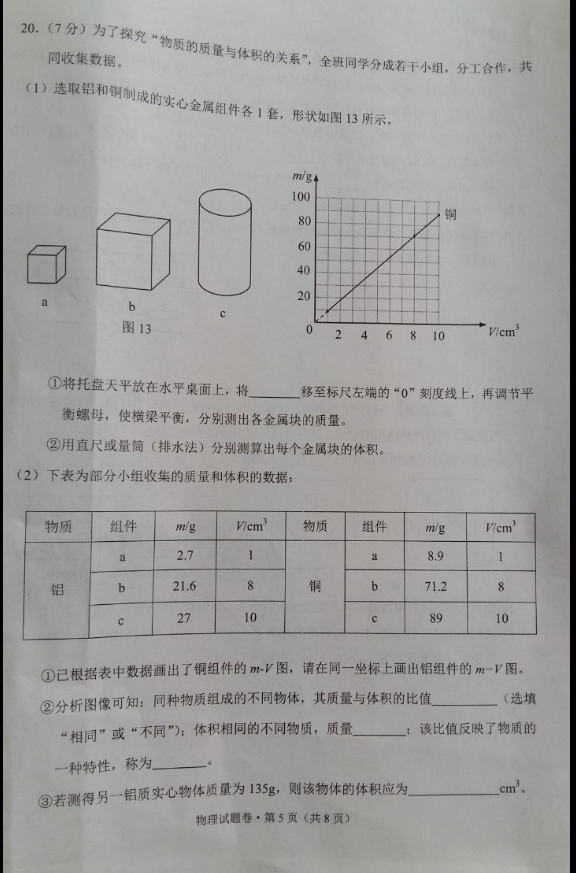 20.（7分）为了探究“物质的质量与体积的关系”，全班同学分成若干小组，分工合作，共
同收集数据。
（1）选取铝和铜制成的实心金属组件各1套，形状如图13所示。
m/g
100
80
60
40
20
0
2 4 6 8 10
V/cm³
铜
a
b
c
图13
①将托盘天平放在水平桌面上，将______移至标尺左端的“0”刻度线上，再调节平
衡螺母，使横梁平衡，分别测出各金属块的质量。
②用直尺或量筒（排水法）分别测算出每个金属块的体积。
（2）下表为部分小组收集的质量和体积的数据：
物质 组件 m/g V/cm³ 物质 组件 m/g V/cm³
铝 a 2.7 1 铜 a 8.9 1
b 21.6 8 b 71.2 8
c 27 10 c 89 10
①已根据表中数据画出了铜组件的m-V图，请在同一坐标上画出铝组件的m－V图。
②分析图像可知：同种物质组成的不同物体，其质量与体积的比值______（选填
“相同”或“不同”）；体积相同的不同物质，质量______；该比值反映了物质的
一种特性，称为______。
③若测得另一铝质实心物体质量为135g，则该物体的体积应为______cm³。
物理试题卷·第5页（共8页）